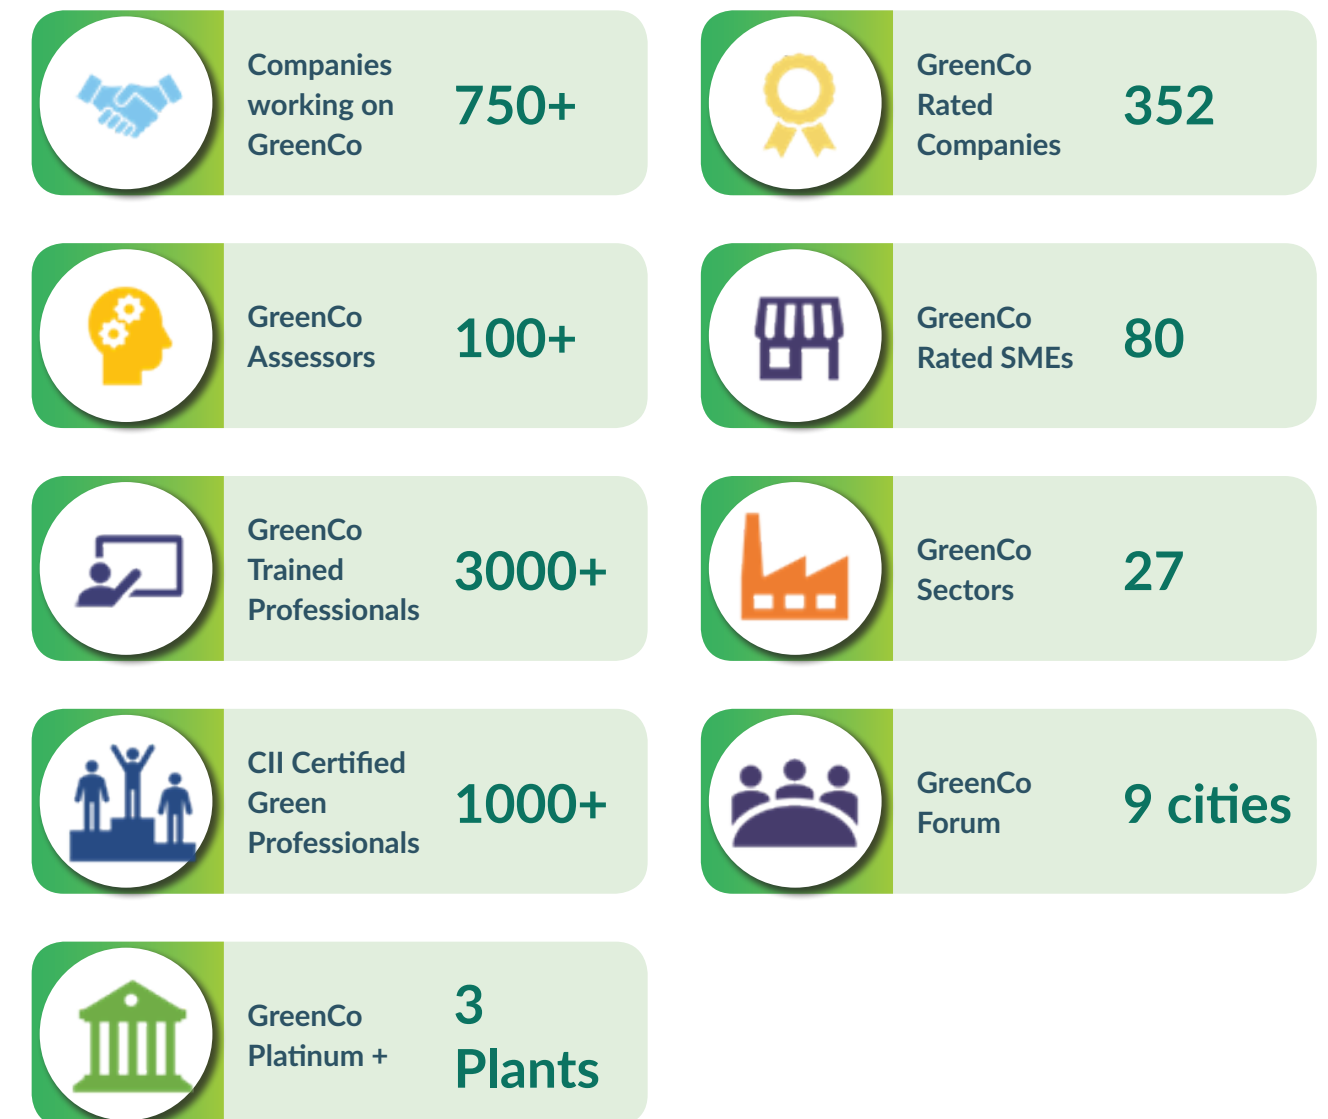 Companies
working on
GreenCo
750+
GreenCo
Rated
Companies
352
GreenCo
Assessors
100+
GreenCo
Rated SMEs
80
GreenCo
Trained
Professionals
3000+
GreenCo
Sectors
27
CII Certified
Green
Professionals
1000+
GreenCo
Forum
9 cities
GreenCo
Platinum +
3
Plants